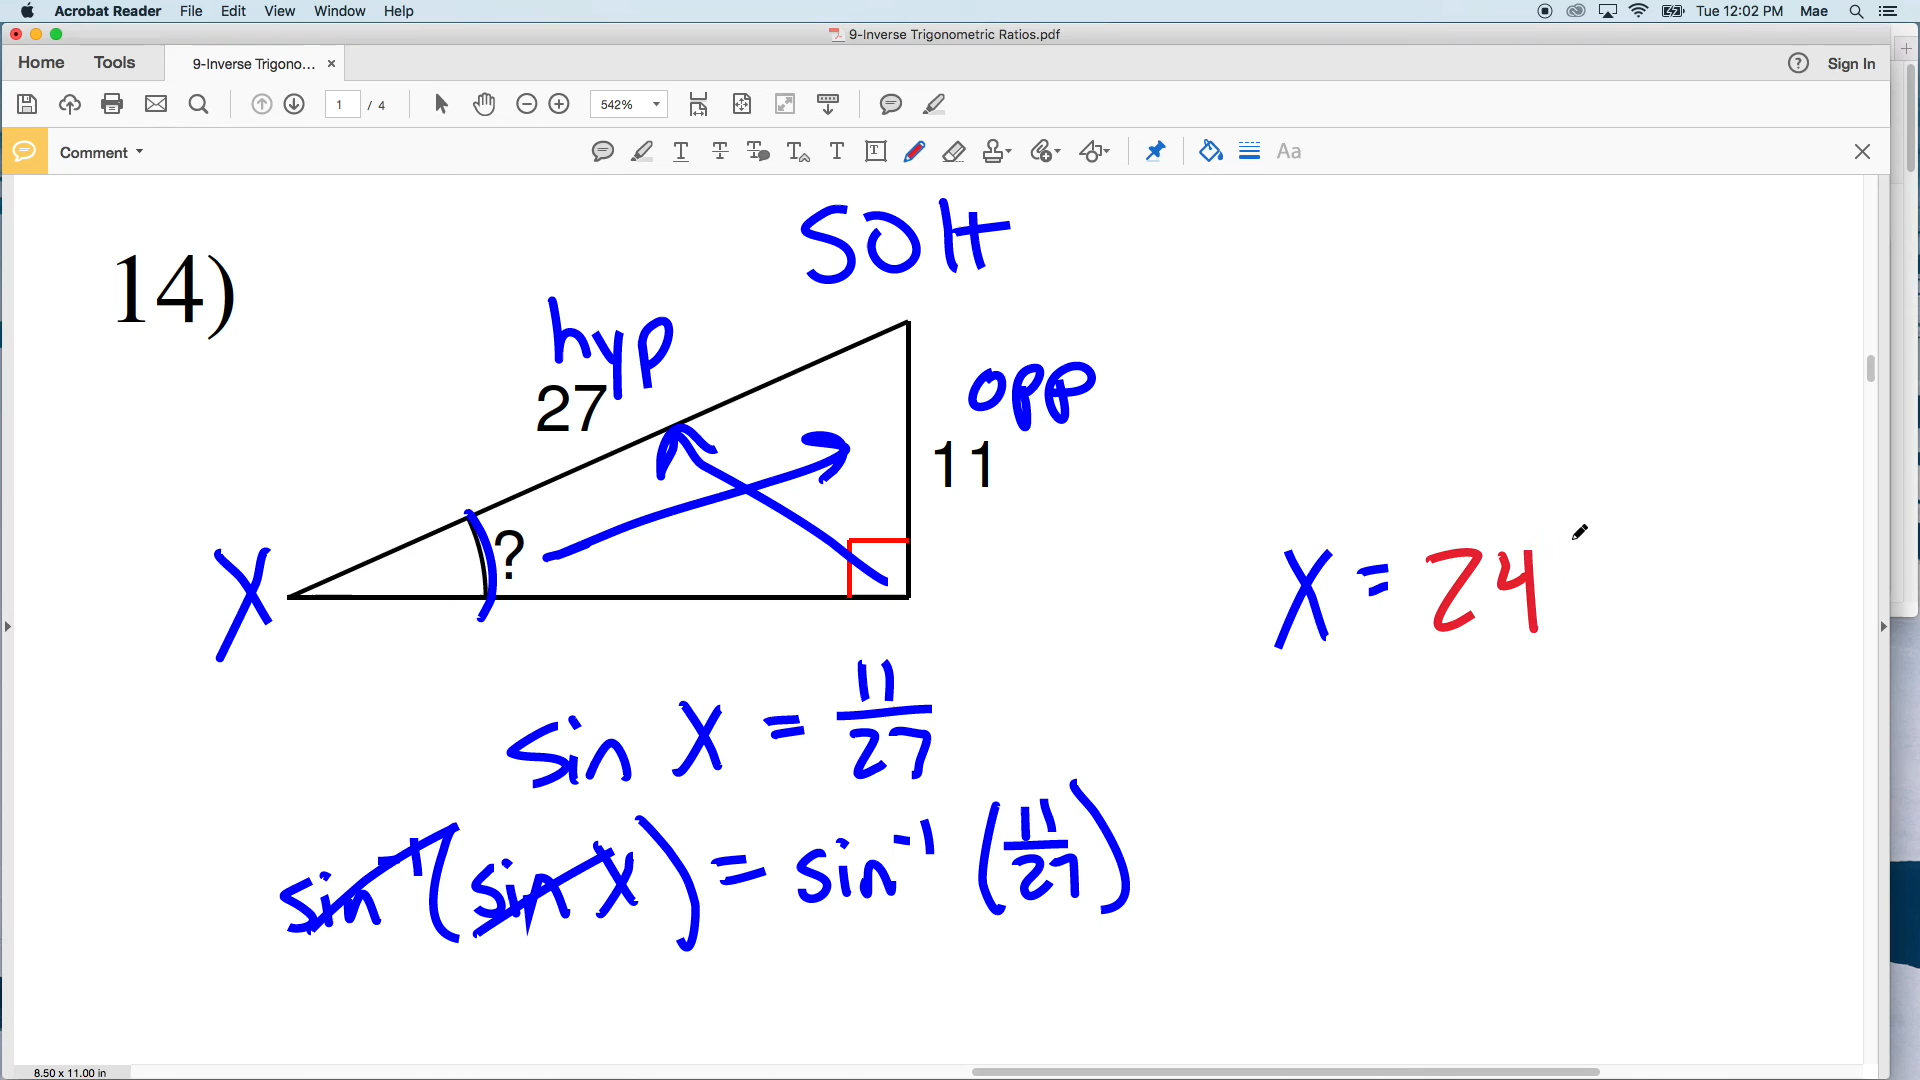 Acrobat Reader File Edit View Window Help Tue 12:02 PM Mae
9-Inverse Trigonometric Ratios.pdf
Home Tools 9-Inverse Trigono... × ? Sign In
1 / 4 542%
Comment T T T T T T Aa
SOH
14)
hyp
27
opp
11
?
X
X = 24
sin X = 11/27
sin⁻¹(sin X) = sin⁻¹(11/27)
8.50 x 11.00 in